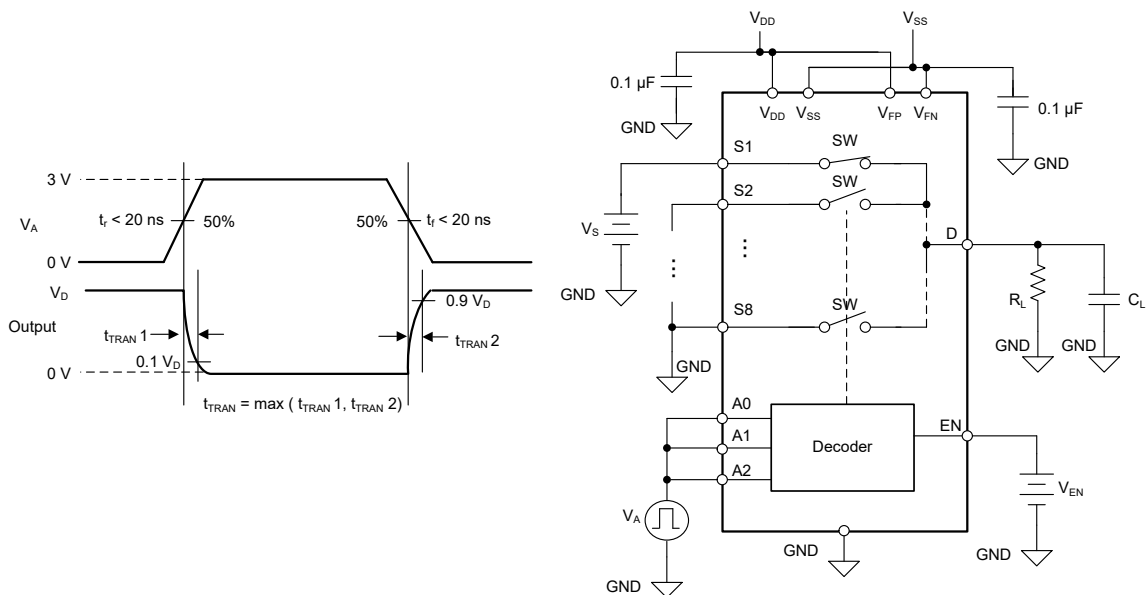 3 V
V_A
t_r < 20 ns
50%
50%
t_f < 20 ns
0 V
V_D
0.9 V_D
Output
t_TRAN 1
t_TRAN 2
0.1 V_D
0 V
t_TRAN = max ( t_TRAN 1, t_TRAN 2)
V_DD
V_SS
0.1 µF
0.1 µF
GND
V_DD
V_SS
V_FP
V_FN
GND
S1
SW
S2
SW
V_S
...
...
D
GND
S8
SW
R_L
C_L
GND
GND
GND
A0
A1
A2
Decoder
EN
V_A
V_EN
GND
GND
GND